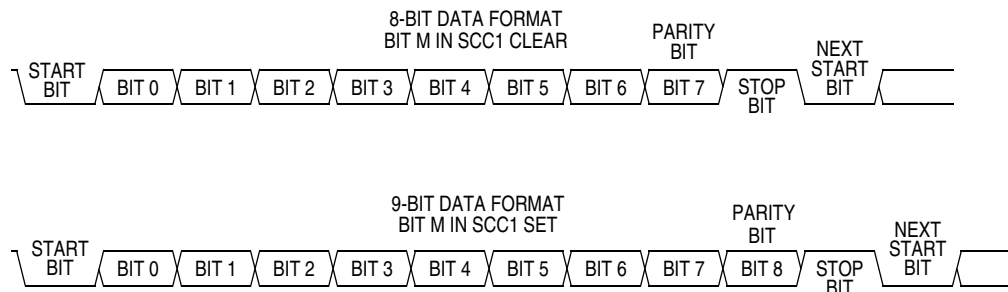 8-BIT DATA FORMAT
BIT M IN SCC1 CLEAR
PARITY
BIT
START
BIT
BIT 0
BIT 1
BIT 2
BIT 3
BIT 4
BIT 5
BIT 6
BIT 7
STOP
BIT
NEXT
START
BIT
9-BIT DATA FORMAT
BIT M IN SCC1 SET
PARITY
BIT
START
BIT
BIT 0
BIT 1
BIT 2
BIT 3
BIT 4
BIT 5
BIT 6
BIT 7
BIT 8
STOP
BIT
NEXT
START
BIT